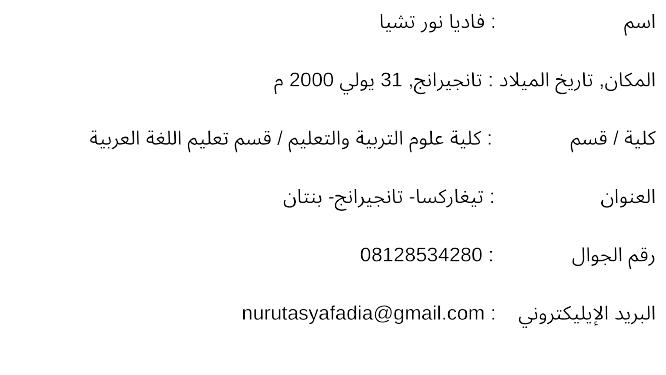 اسم : فاديا نور تشيا
المكان, تاريخ الميلاد : تانجيرانج, 31 يولي 2000 م
كلية / قسم : كلية علوم التربية والتعليم / قسم تعليم اللغة العربية
العنوان : تيغاركسا- تانجيرانج- بنتان
رقم الجوال : 08128534280
البريد الإيليكتروني : nurutasyafadia@gmail.com